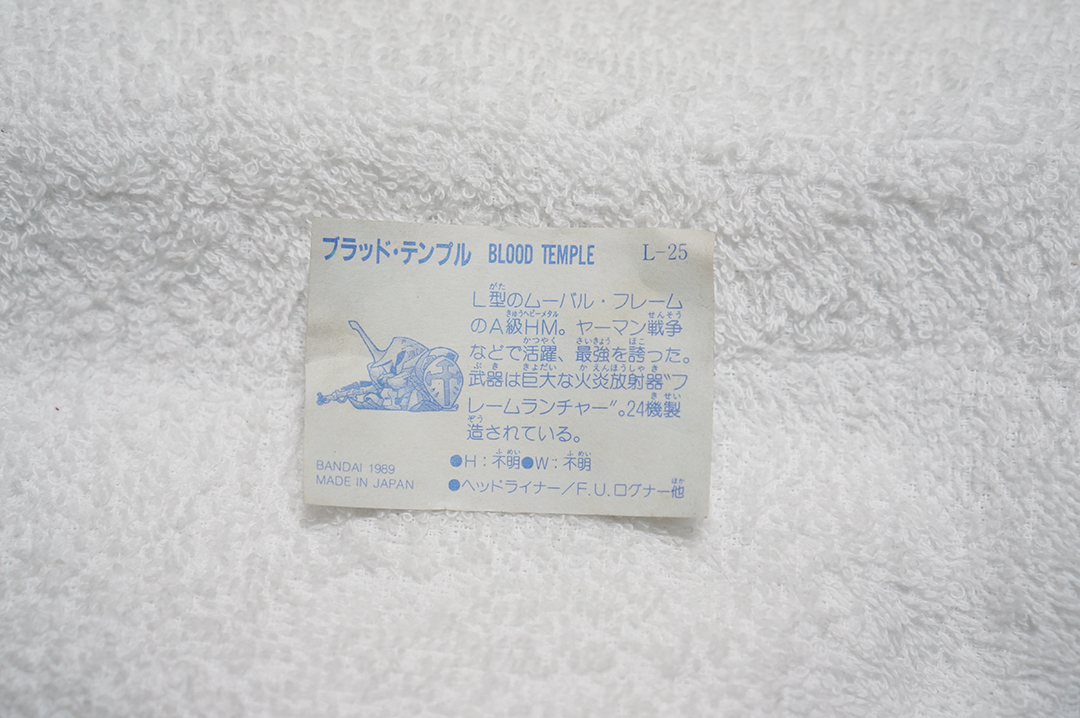 ブラッド・テンプル BLOOD TEMPLE L-25
L型のムーバル・フレーム
のA級HM。ヤーマン戦争
などで活躍、最強を誇った。
武器は巨大な火炎放射器“フ
レームランチャー”。24機製
造されている。
●H:不明●W:不明
●ヘッドライナー/F.U.ログナー他
BANDAI 1989
MADE IN JAPAN